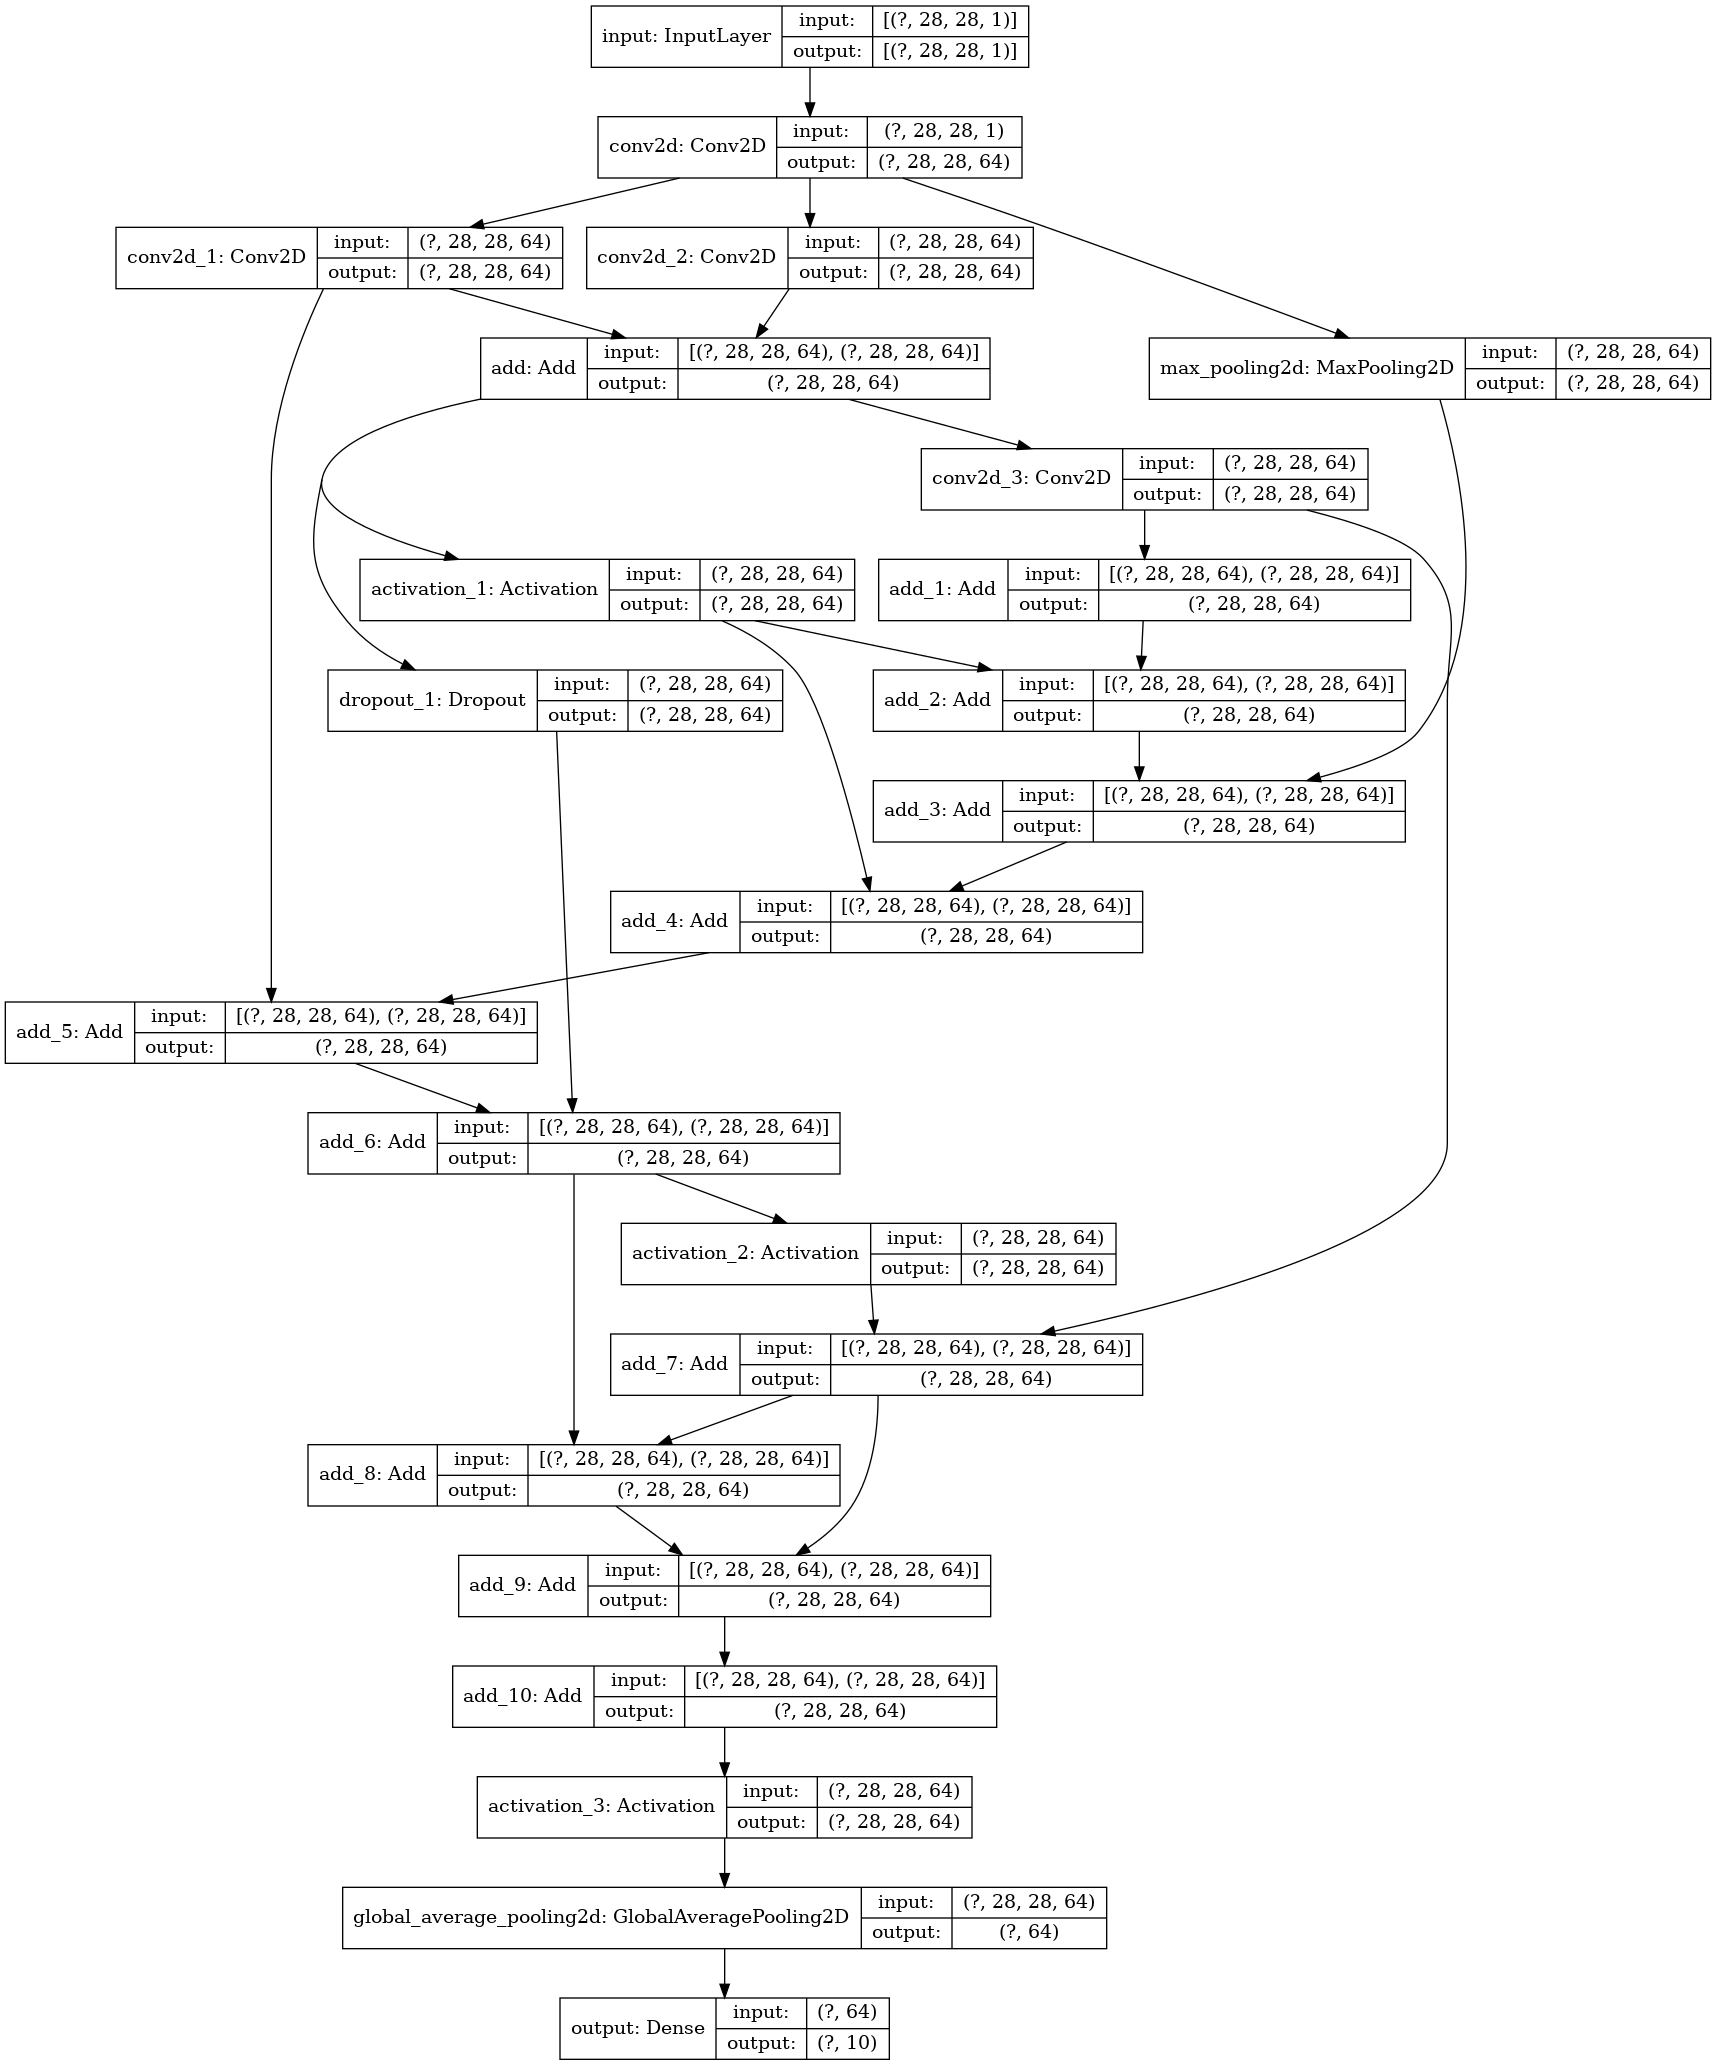 input: InputLayer
input:
[(?, 28, 28, 1)]
output:
[(?, 28, 28, 1)]
conv2d: Conv2D
input:
(?, 28, 28, 1)
output:
(?, 28, 28, 64)
conv2d_1: Conv2D
input:
(?, 28, 28, 64)
output:
(?, 28, 28, 64)
conv2d_2: Conv2D
input:
(?, 28, 28, 64)
output:
(?, 28, 28, 64)
add: Add
input:
[(?, 28, 28, 64), (?, 28, 28, 64)]
output:
(?, 28, 28, 64)
max_pooling2d: MaxPooling2D
input:
(?, 28, 28, 64)
output:
(?, 28, 28, 64)
conv2d_3: Conv2D
input:
(?, 28, 28, 64)
output:
(?, 28, 28, 64)
activation_1: Activation
input:
(?, 28, 28, 64)
output:
(?, 28, 28, 64)
add_1: Add
input:
[(?, 28, 28, 64), (?, 28, 28, 64)]
output:
(?, 28, 28, 64)
dropout_1: Dropout
input:
(?, 28, 28, 64)
output:
(?, 28, 28, 64)
add_2: Add
input:
[(?, 28, 28, 64), (?, 28, 28, 64)]
output:
(?, 28, 28, 64)
add_3: Add
input:
[(?, 28, 28, 64), (?, 28, 28, 64)]
output:
(?, 28, 28, 64)
add_4: Add
input:
[(?, 28, 28, 64), (?, 28, 28, 64)]
output:
(?, 28, 28, 64)
add_5: Add
input:
[(?, 28, 28, 64), (?, 28, 28, 64)]
output:
(?, 28, 28, 64)
add_6: Add
input:
[(?, 28, 28, 64), (?, 28, 28, 64)]
output:
(?, 28, 28, 64)
activation_2: Activation
input:
(?, 28, 28, 64)
output:
(?, 28, 28, 64)
add_7: Add
input:
[(?, 28, 28, 64), (?, 28, 28, 64)]
output:
(?, 28, 28, 64)
add_8: Add
input:
[(?, 28, 28, 64), (?, 28, 28, 64)]
output:
(?, 28, 28, 64)
add_9: Add
input:
[(?, 28, 28, 64), (?, 28, 28, 64)]
output:
(?, 28, 28, 64)
add_10: Add
input:
[(?, 28, 28, 64), (?, 28, 28, 64)]
output:
(?, 28, 28, 64)
activation_3: Activation
input:
(?, 28, 28, 64)
output:
(?, 28, 28, 64)
global_average_pooling2d: GlobalAveragePooling2D
input:
(?, 28, 28, 64)
output:
(?, 64)
output: Dense
input:
(?, 64)
output:
(?, 10)